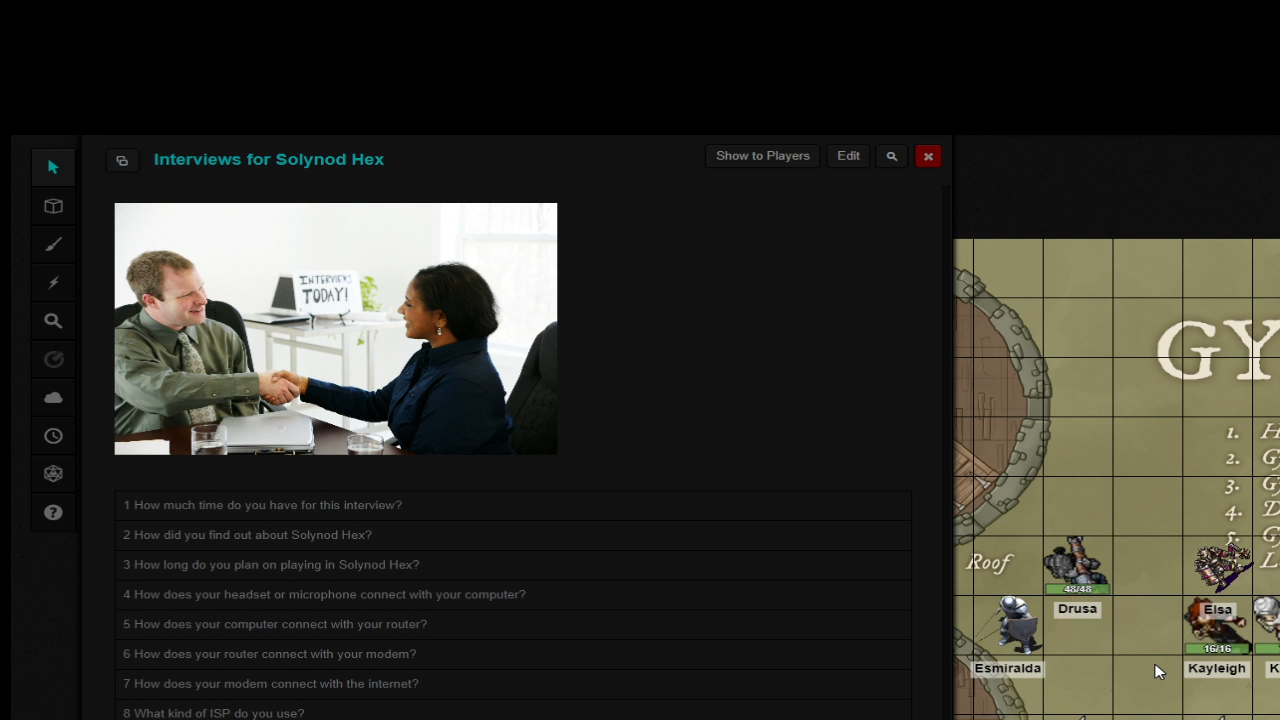 Interviews for Solynod Hex
Show to Players
Edit
INTERVIEWS
TODAY!
1 How much time do you have for this interview?
2 How did you find out about Solynod Hex?
3 How long do you plan on playing in Solynod Hex?
4 How does your headset or microphone connect with your computer?
5 How does your computer connect with your router?
6 How does your router connect with your modem?
7 How does your modem connect with the internet?
8 What kind of ISP do you use?
GY
1. H
2. G
3. G
4. D
5. G
L
Roof
48/48
Drusa
Elsa
16/16
Esmiralda
Kayleigh
K